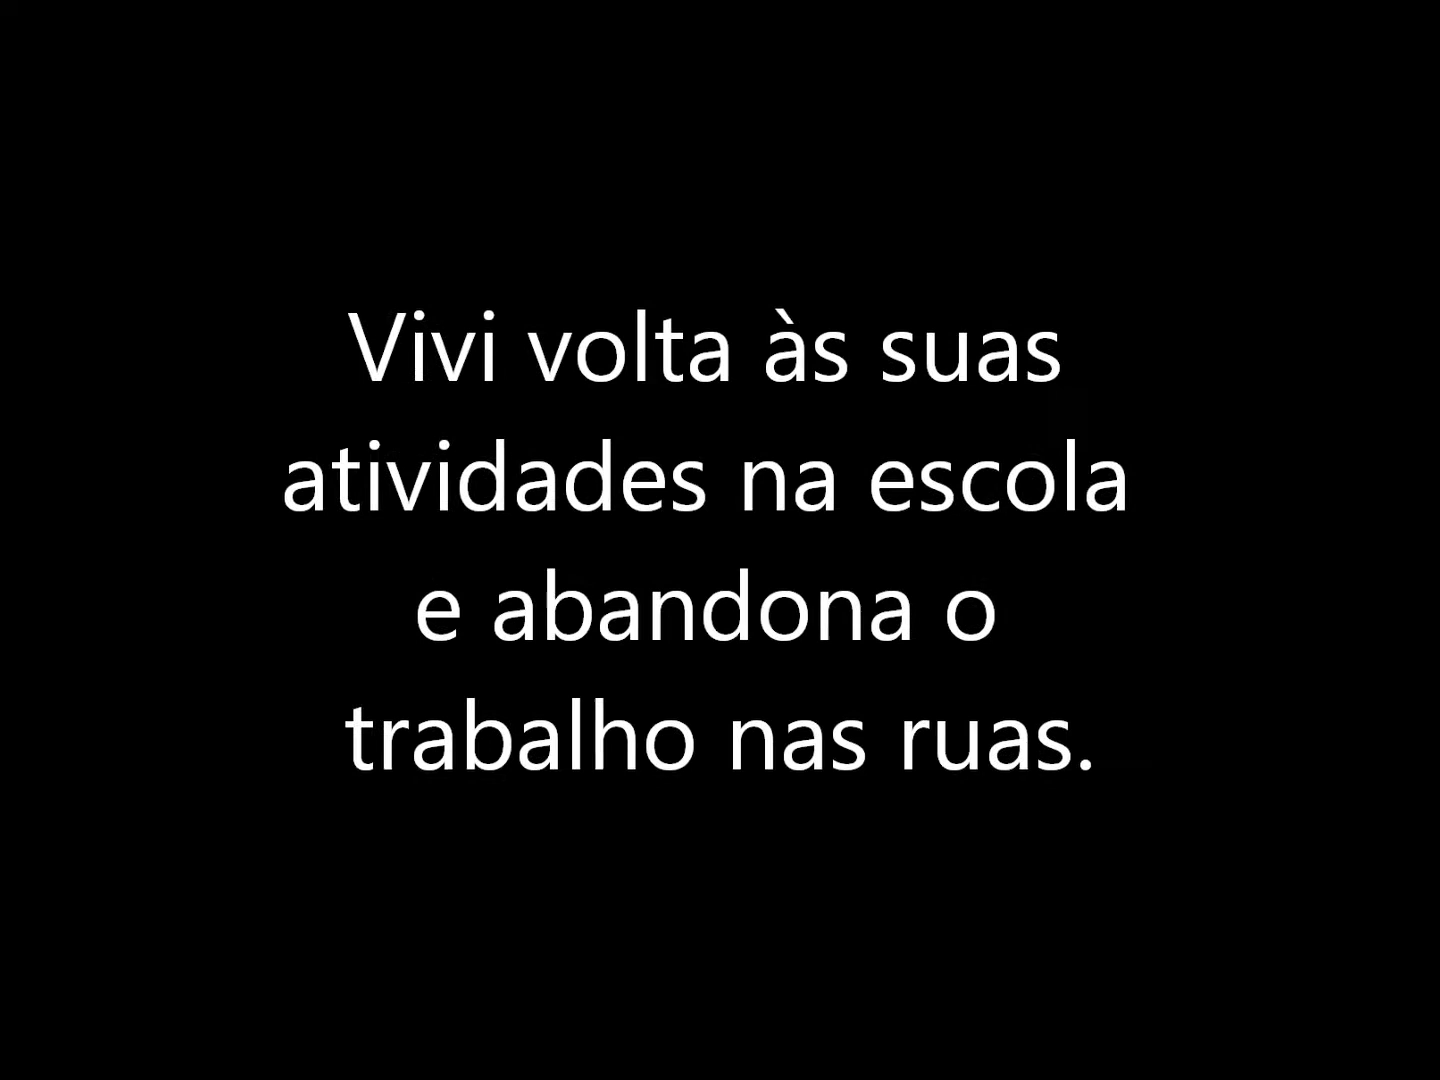 Vivi volta às suas
atividades na escola
e abandona o
trabalho nas ruas.